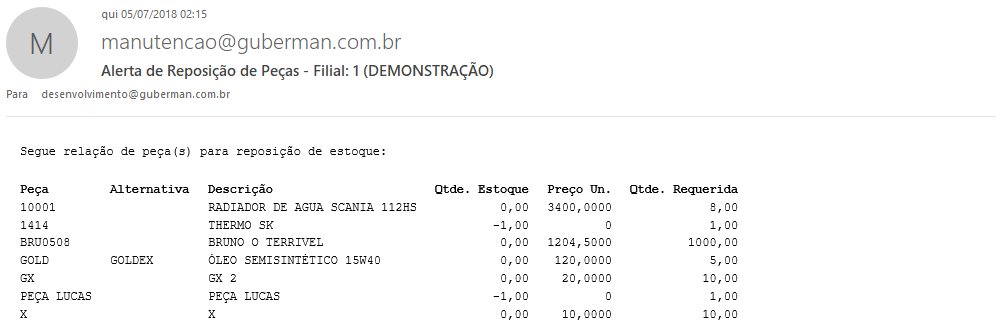 qui 05/07/2018 02:15
M
manutencao@guberman.com.br
Alerta de Reposição de Peças - Filial: 1 (DEMONSTRAÇÃO)
Para desenvolvimento@guberman.com.br
Segue relação de peça(s) para reposição de estoque:
Peça Alternativa Descrição Qtde. Estoque Preço Un. Qtde. Requerida
10001 RADIADOR DE AGUA SCANIA 112HS 0,00 3400,0000 8,00
1414 THERMO SK -1,00 0 1,00
BRU0508 BRUNO O TERRIVEL 0,00 1204,5000 1000,00
GOLD GOLDEX ÓLEO SEMISINTÉTICO 15W40 0,00 120,0000 5,00
GX GX 2 0,00 20,0000 10,00
PEÇA LUCAS PEÇA LUCAS -1,00 0 1,00
X X 0,00 10,0000 10,00